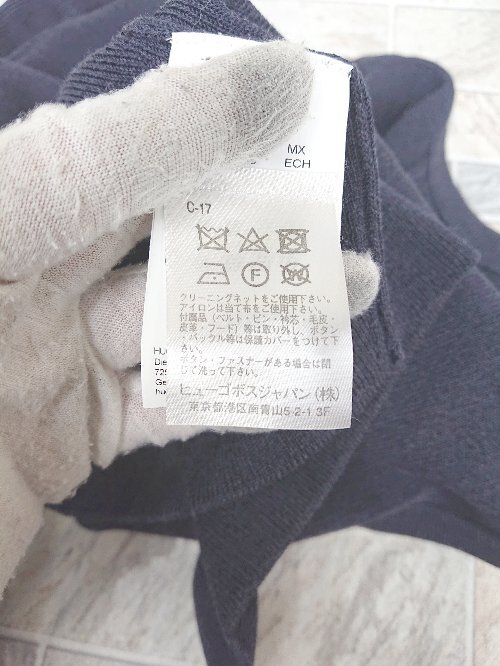 MX
ECH
C-17
F
W
クリーニングネットをご使用下さい。
アイロンは当て布をご使用下さい。
付属品（ベルト・ピン・衿芯・毛皮・
皮革・フード）等は取り外し、ボタン
・バックル等は保護カバーをつけて下
さい。
ボタン・ファスナーがある場合は閉
じて洗って下さい。
ヒューゴボスジャパン(株)
東京都港区南青山5-2-1 3F
HU
Die
725
Ge